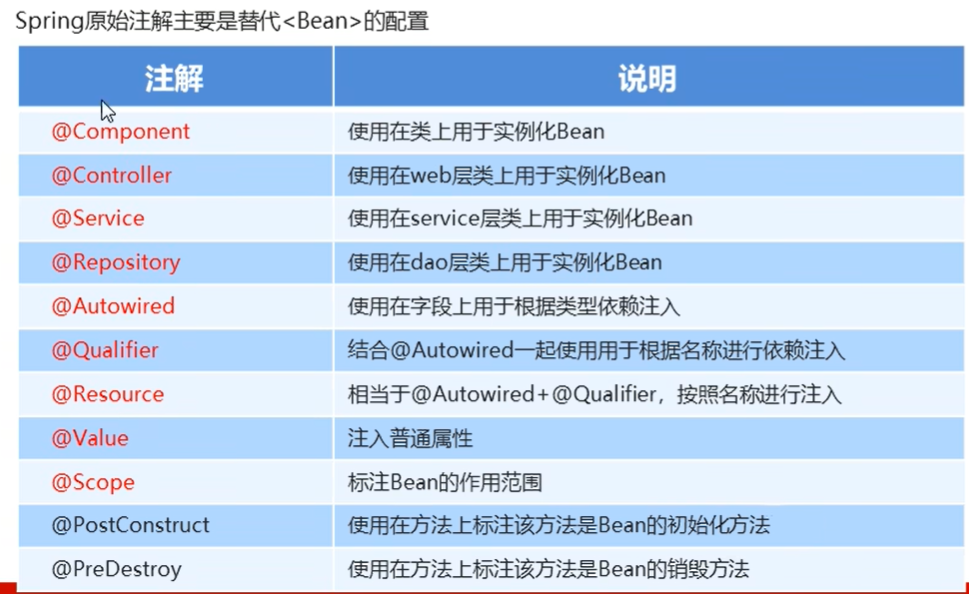 Spring原始注解主要是替代<Bean>的配置
注解 说明
@Component 使用在类上用于实例化Bean
@Controller 使用在web层类上用于实例化Bean
@Service 使用在service层类上用于实例化Bean
@Repository 使用在dao层类上用于实例化Bean
@Autowired 使用在字段上用于根据类型依赖注入
@Qualifier 结合@Autowired一起使用用于根据名称进行依赖注入
@Resource 相当于@Autowired+@Qualifier，按照名称进行注入
@Value 注入普通属性
@Scope 标注Bean的作用范围
@PostConstruct 使用在方法上标注该方法是Bean的初始化方法
@PreDestroy 使用在方法上标注该方法是Bean的销毁方法